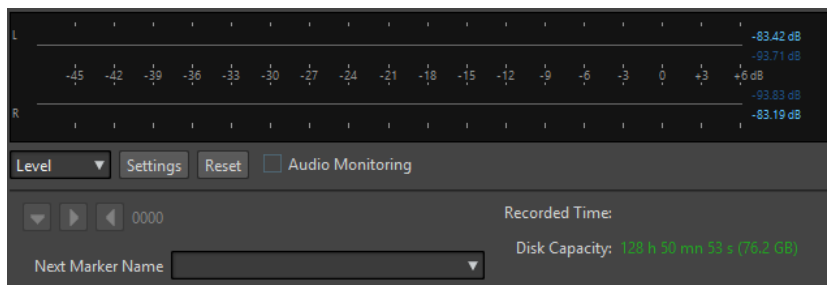 L
-83.42 dB
-93.71 dB
-45 -42 -39 -36 -33 -30 -27 -24 -21 -18 -15 -12 -9 -6 -3 0 +3 +6 dB
-93.83 dB
R
-83.19 dB
Level Settings Reset Audio Monitoring
0000
Recorded Time:
Disk Capacity: 128 h 50 mn 53 s (76.2 GB)
Next Marker Name